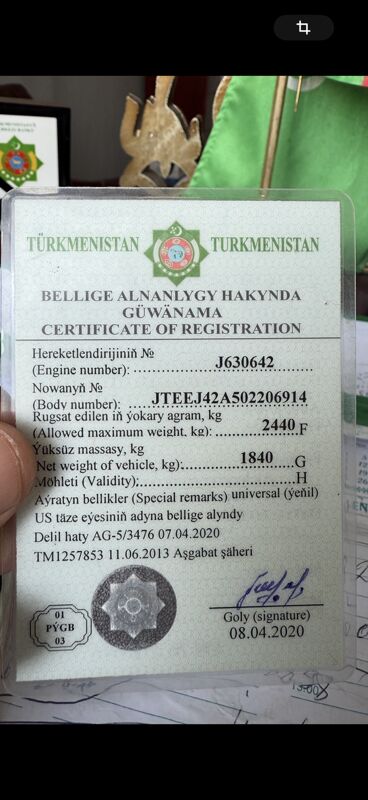 TÜRKMENISTAN TURKMENISTAN
BELLIGE ALNANLYGY HAKYNDA
GÜWÄNAMA
CERTIFICATE OF REGISTRATION
Hereketlendirijiniň №
(Engine number): J630642
Nowanyň №
(Body number): JTEEJ42A502206914
Rugsat edilen iň ýokary agram, kg
(Allowed maximum weight, kg) 2440 F
Ýüksüz massasy, kg
Net weight of vehicle, kg): 1840 G
Möhleti (Validity): H
Aýratyn bellikler (Special remarks) universal (ýeňil)
US täze eýesiniň adyna bellige alyndy
Delil haty AG-5/3476 07.04.2020
TM1257853 11.06.2013 Aşgabat şäheri
01
PÝGB
03
Goly (signature)
08.04.2020